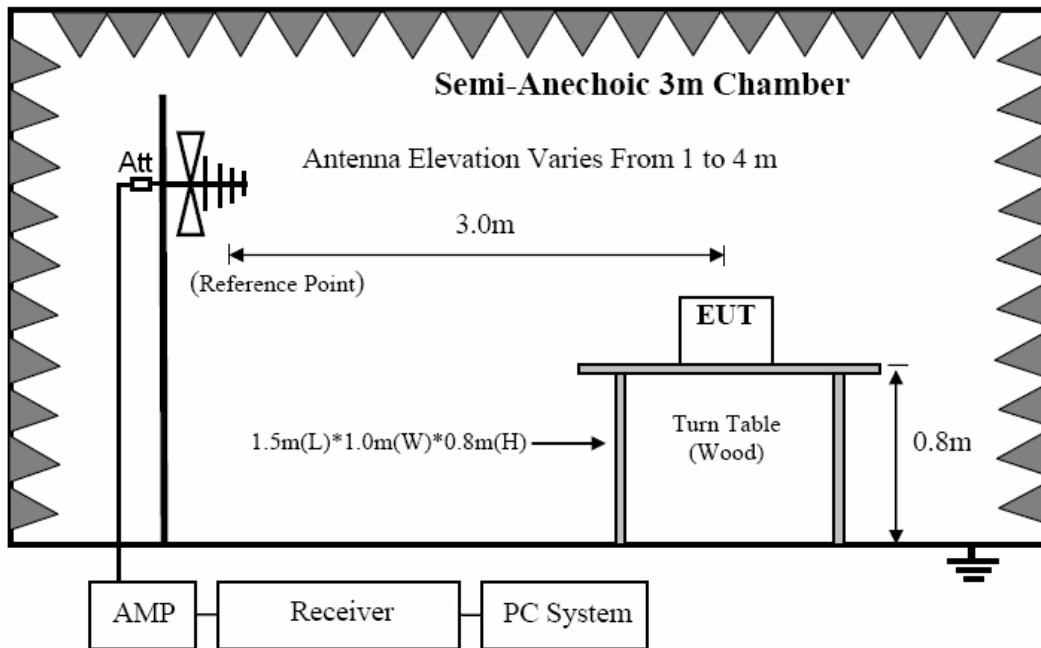 Semi-Anechoic 3m Chamber
Att
Antenna Elevation Varies From 1 to 4 m
3.0m
(Reference Point)
EUT
1.5m(L)*1.0m(W)*0.8m(H)
Turn Table
(Wood)
0.8m
AMP
Receiver
PC System